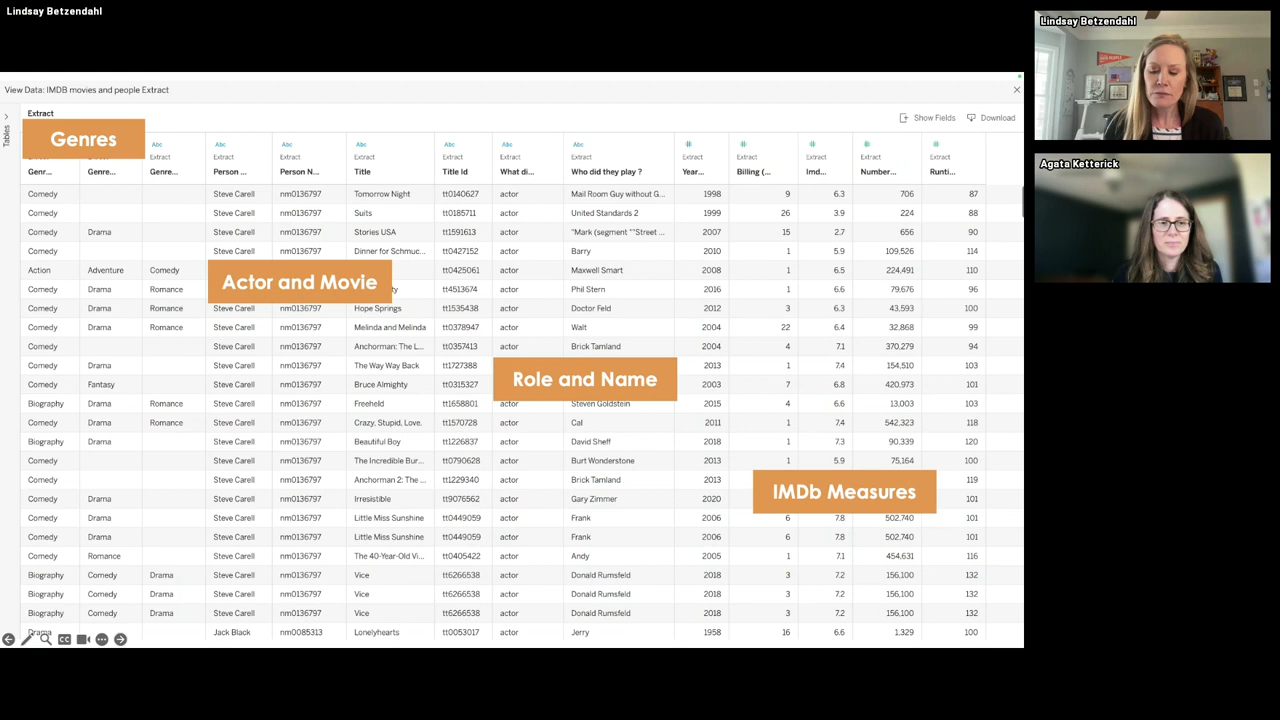 Lindsay Betzendahl
Lindsay Betzendahl
Agata Ketterick
View Data: IMDB movies and people Extract
Tables
Extract
Show Fields Download
Genres
Abc Abc Abc Abc Abc Abc Abc
Extract Extract Extract Extract Extract Extract Extract Extract Extract Extract Extract Extract
Genr... Genre... Genre... Person ... Person N... Title Title Id What di... Who did they play ? Year... Billing (... Imd... Number... Runti...
Comedy Steve Carell nm0136797 Tomorrow Night tt0140627 actor Mail Room Guy without G... 1998 9 6.3 706 87
Comedy Steve Carell nm0136797 Suits tt0185711 actor United Standards 2 1999 26 3.9 224 88
Comedy Drama Steve Carell nm0136797 Stories USA tt1591613 actor "Mark (segment ""Street ... 2007 15 2.7 656 90
Comedy Steve Carell nm0136797 Dinner for Schmuc... tt0427152 actor Barry 2010 1 5.9 109,526 114
Action Adventure Comedy tt0425061 actor Maxwell Smart 2008 1 6.5 224,491 110
Actor and Movie
Comedy Drama Romance tt4513674 actor Phil Stern 2016 1 6.6 79,676 96
Comedy Drama Romance Steve Carell nm0136797 Hope Springs tt1535438 actor Doctor Feld 2012 3 6.3 43,593 100
Comedy Drama Romance Steve Carell nm0136797 Melinda and Melinda tt0378947 actor Walt 2004 22 6.4 32,868 99
Comedy Steve Carell nm0136797 Anchorman: The L... tt0357413 actor Brick Tamland 2004 4 7.1 370,279 94
Comedy Drama Steve Carell nm0136797 The Way Way Back tt1727388 2013 1 7.4 154,510 103
Role and Name
Comedy Fantasy Steve Carell nm0136797 Bruce Almighty tt0315327 2003 7 6.8 420,973 101
Biography Drama Romance Steve Carell nm0136797 Freeheld tt1658801 actor Steven Goldstein 2015 4 6.6 13,003 103
Comedy Drama Romance Steve Carell nm0136797 Crazy, Stupid, Love. tt1570728 actor Cal 2011 1 7.4 542,323 118
Biography Drama Steve Carell nm0136797 Beautiful Boy tt1226837 actor David Sheff 2018 1 7.3 90,339 120
Comedy Steve Carell nm0136797 The Incredible Bur... tt0790628 actor Burt Wonderstone 2013 1 5.9 75,164 100
Comedy Steve Carell nm0136797 Anchorman 2: The ... tt1229340 actor Brick Tamland 2013 119
IMDb Measures
Comedy Drama Steve Carell nm0136797 Irresistible tt9076562 actor Gary Zimmer 2020 101
Comedy Drama Steve Carell nm0136797 Little Miss Sunshine tt0449059 actor Frank 2006 6 7.8 502,740 101
Comedy Drama Steve Carell nm0136797 Little Miss Sunshine tt0449059 actor Frank 2006 6 7.8 502,740 101
Comedy Romance Steve Carell nm0136797 The 40-Year-Old Vi... tt0405422 actor Andy 2005 1 7.1 454,631 116
Biography Comedy Drama Steve Carell nm0136797 Vice tt6266538 actor Donald Rumsfeld 2018 3 7.2 156,100 132
Biography Comedy Drama Steve Carell nm0136797 Vice tt6266538 actor Donald Rumsfeld 2018 3 7.2 156,100 132
Biography Comedy Drama Steve Carell nm0136797 Vice tt6266538 actor Donald Rumsfeld 2018 3 7.2 156,100 132
Drama Jack Black nm0085313 Lonelyhearts tt0053017 actor Jerry 1958 16 6.6 1,329 100
CC